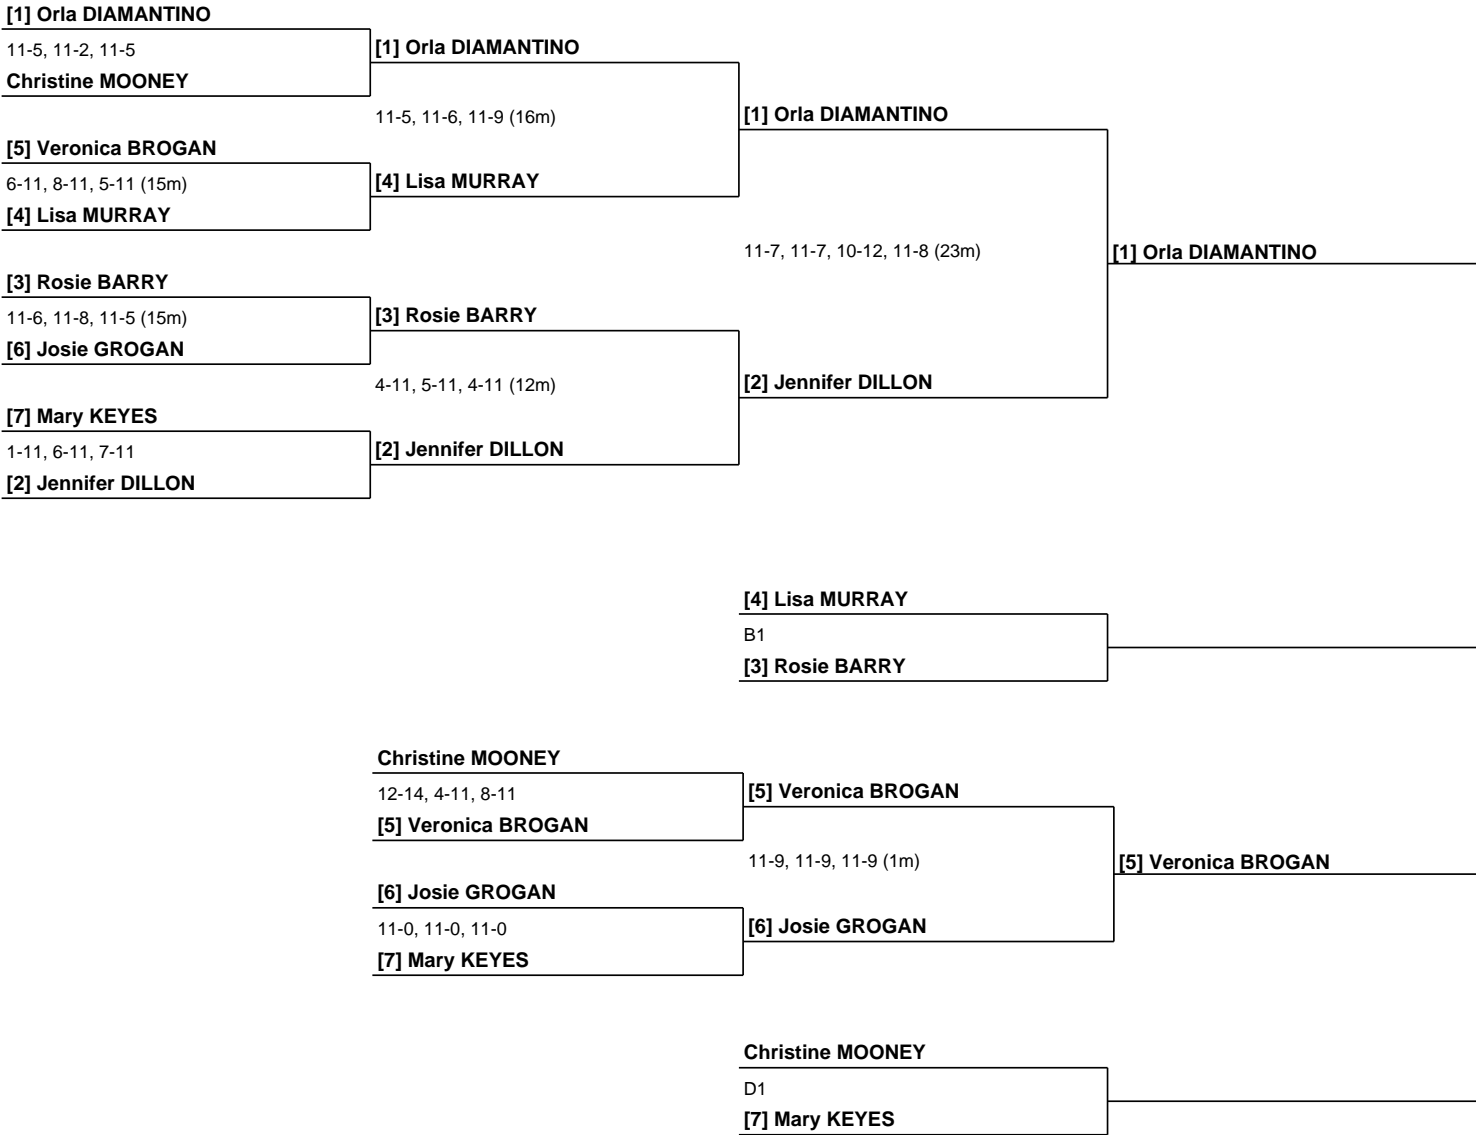 [1] Orla DIAMANTINO
11-5, 11-2, 11-5
[1] Orla DIAMANTINO
Christine MOONEY
11-5, 11-6, 11-9 (16m)
[1] Orla DIAMANTINO
[5] Veronica BROGAN
6-11, 8-11, 5-11 (15m)
[4] Lisa MURRAY
[4] Lisa MURRAY
11-7, 11-7, 10-12, 11-8 (23m)
[1] Orla DIAMANTINO
[3] Rosie BARRY
11-6, 11-8, 11-5 (15m)
[3] Rosie BARRY
[6] Josie GROGAN
4-11, 5-11, 4-11 (12m)
[2] Jennifer DILLON
[7] Mary KEYES
1-11, 6-11, 7-11
[2] Jennifer DILLON
[2] Jennifer DILLON
[4] Lisa MURRAY
B1
[3] Rosie BARRY
Christine MOONEY
12-14, 4-11, 8-11
[5] Veronica BROGAN
[5] Veronica BROGAN
11-9, 11-9, 11-9 (1m)
[5] Veronica BROGAN
[6] Josie GROGAN
11-0, 11-0, 11-0
[6] Josie GROGAN
[7] Mary KEYES
Christine MOONEY
D1
[7] Mary KEYES